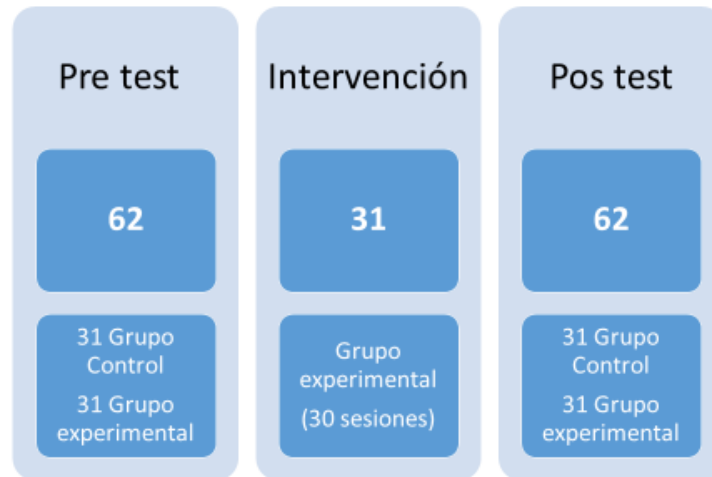 Pre test
62
31 Grupo
Control
31 Grupo
experimental
Intervención
31
Grupo
experimental
(30 sesiones)
Pos test
62
31 Grupo
Control
31 Grupo
experimental